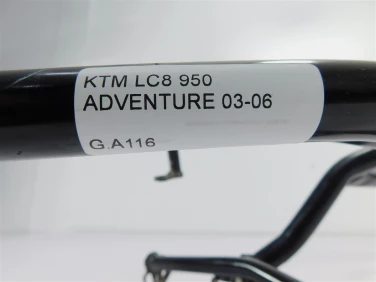 KTM LC8 950
ADVENTURE 03-06
G.A116